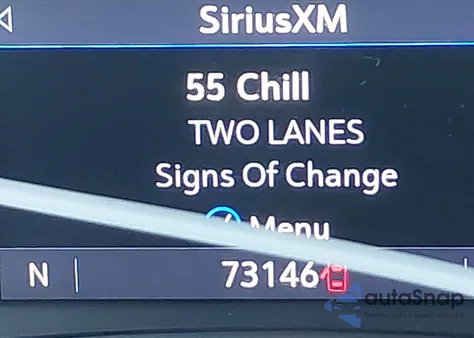 SiriusXM
55 Chill
TWO LANES
Signs Of Change
Menu
N 73146
autoSnap